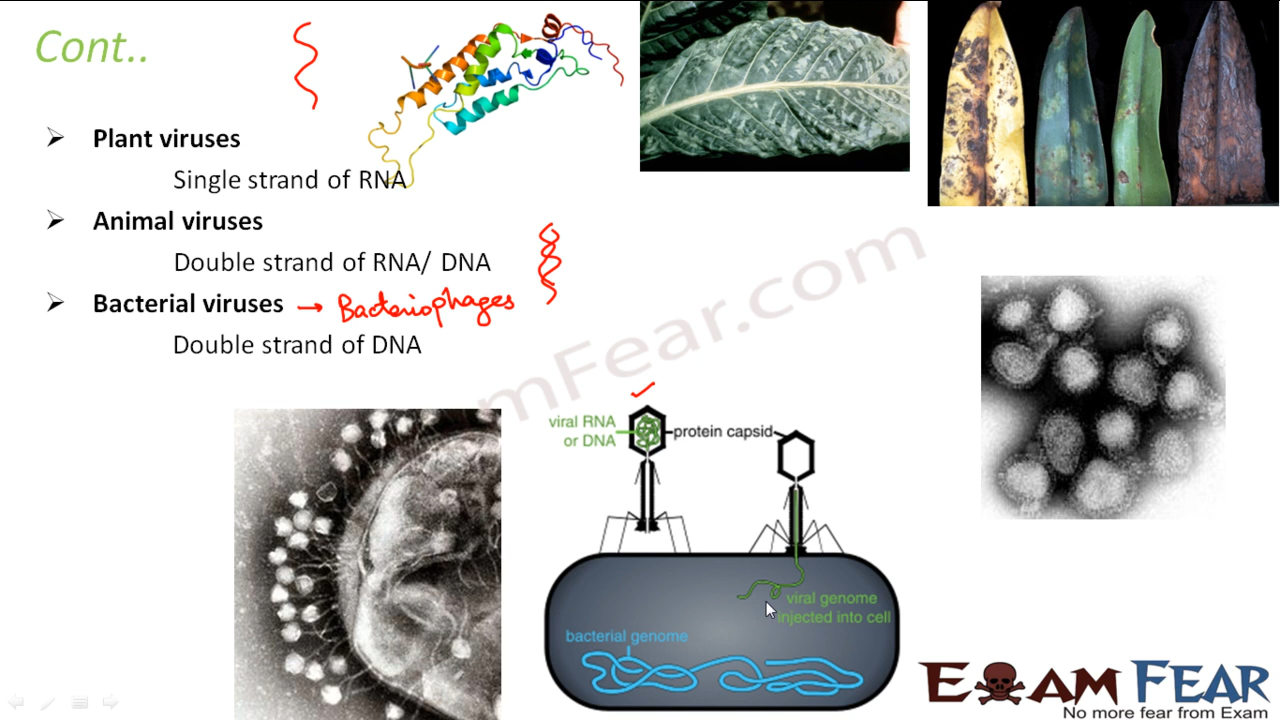 Cont..
➢ Plant viruses
Single strand of RNA
➢ Animal viruses
Double strand of RNA/ DNA
➢ Bacterial viruses → Bacteriophages
Double strand of DNA
mFear.com
viral RNA
or DNA
protein capsid
viral genome
injected into cell
bacterial genome
EXAM FEAR
No more fear from Exam